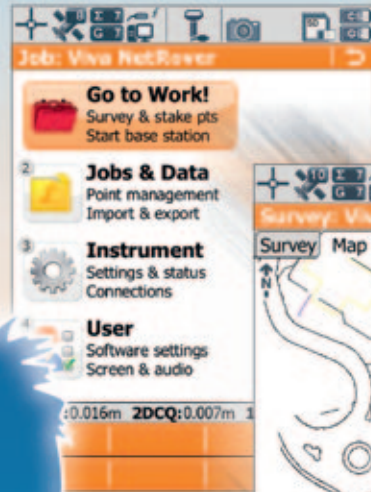 Job: Viva NetRover
Go to Work!
Survey & stake pts
Start base station
2
Jobs & Data
Point management
Import & export
3
Instrument
Settings & status
Connections
User
Software settings
Screen & audio
:0.016m 2DCQ:0.007m 1
Survey: Viv
Survey Map
N